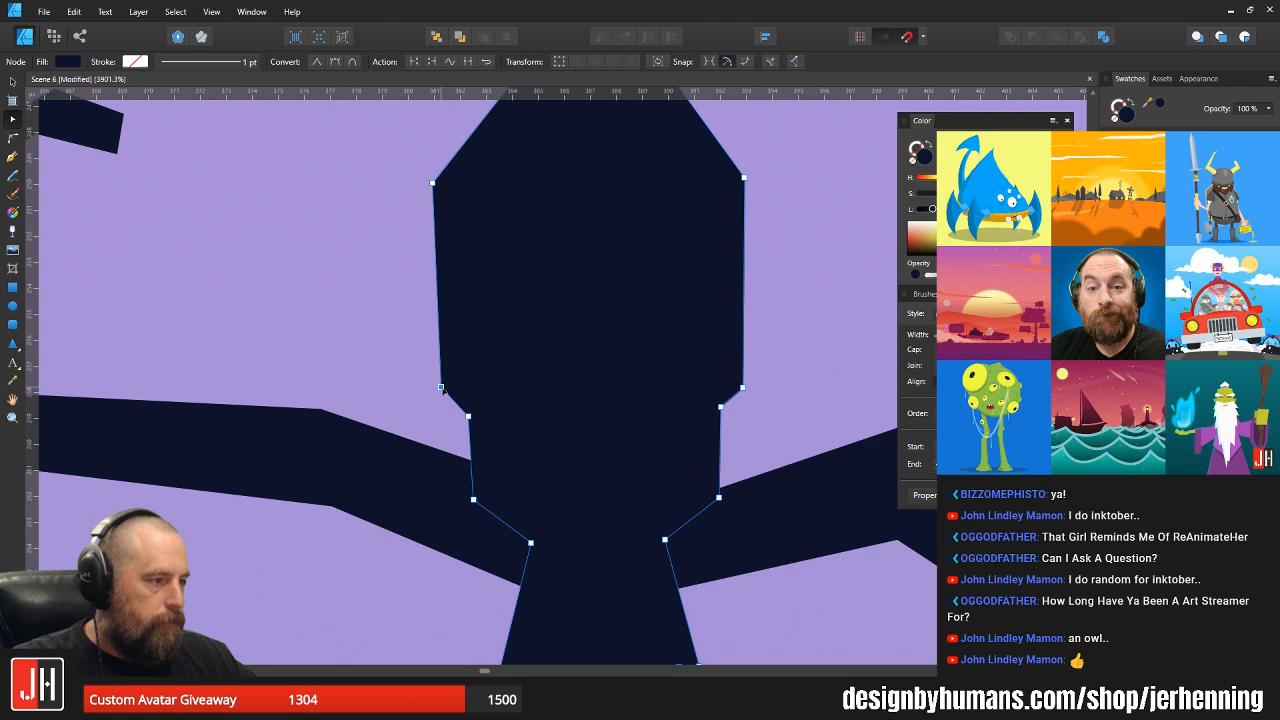 File Edit Text Layer Select View Window Help
Node Fill: Stroke: 1 pt Convert: Action: Transform: Snap:
Scene 6 [Modified] (3901.3%)
Swatches Assets Appearance
Opacity: 100 %
Color
H:
S:
L:
Opacity
Brushes
Style:
Width:
Cap:
Join:
Align:
Order:
Start:
End:
Proper
BIZZOMEPHISTO: ya!
John Lindley Mamon: I do inktober..
OGGODFATHER: That Girl Reminds Me Of ReAnimateHer
OGGODFATHER: Can I Ask A Question?
John Lindley Mamon: I do random for inktober..
OGGODFATHER: How Long Have Ya Been A Art Streamer
For?
John Lindley Mamon: an owl..
John Lindley Mamon: 👍
JH
Custom Avatar Giveaway 1304 1500
designbyhumans.com/shop/jerhenning